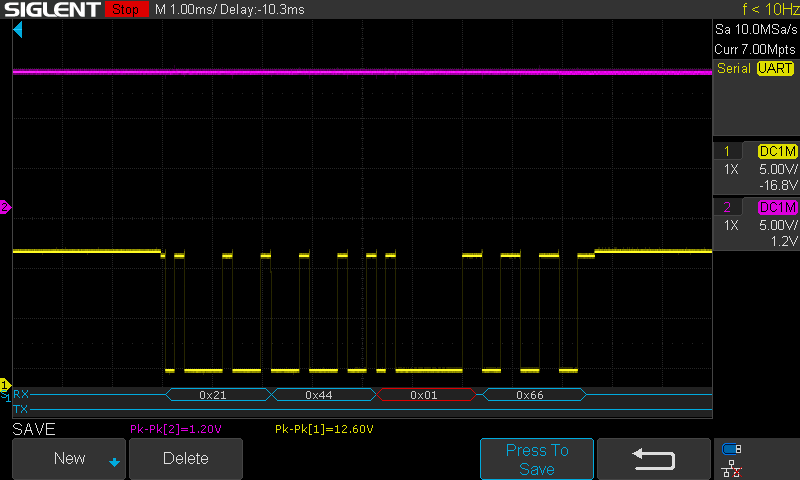 SIGLENT Stop M 1.00ms/ Delay:-10.3ms f < 10Hz
Sa 10.0MSa/s
Curr 7.00Mpts
Serial UART
1 DC1M
1X 5.00V/
-16.8V
2 DC1M
1X 5.00V/
1.2V
2
1
S1 RX 0x21 0x44 0x01 0x66
TX
SAVE Pk-Pk[2]=1.20V Pk-Pk[1]=12.60V
New Delete Press To
Save